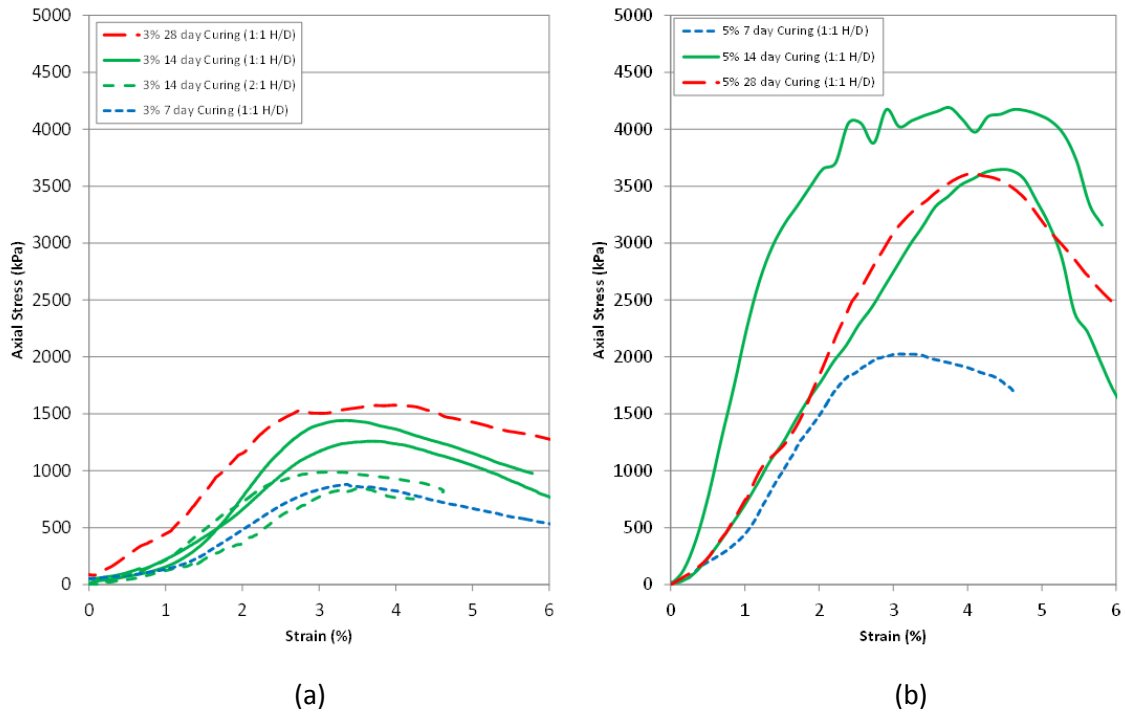 5000
4500
4000
3500
3000
2500
2000
1500
1000
500
0
Axial Stress (kPa)
3% 28 day Curing (1:1 H/D)
3% 14 day Curing (1:1 H/D)
3% 14 day Curing (2:1 H/D)
3% 7 day Curing (1:1 H/D)
0 1 2 3 4 5 6
Strain (%)
(a)
5000
4500
4000
3500
3000
2500
2000
1500
1000
500
0
Axial Stress (kPa)
5% 7 day Curing (1:1 H/D)
5% 14 day Curing (1:1 H/D)
5% 28 day Curing (1:1 H/D)
0 1 2 3 4 5 6
Strain (%)
(b)